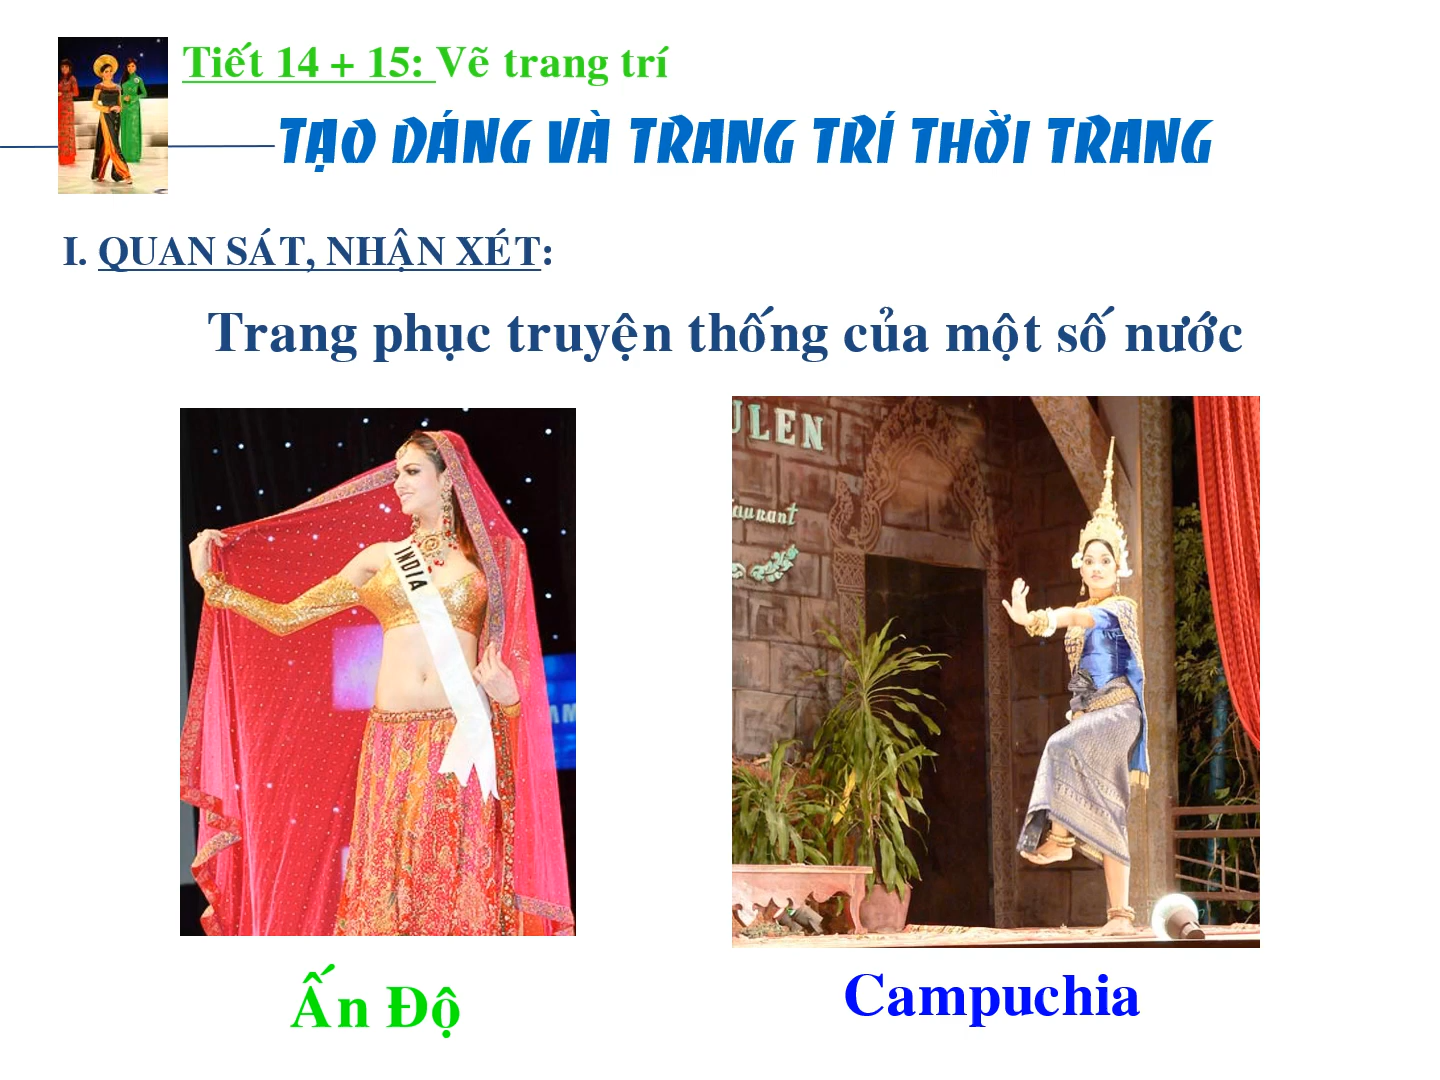 Tiết 14 + 15: Vẽ trang trí
TẠO DÁNG VÀ TRANG TRÍ THỜI TRANG
I. QUAN SÁT, NHẬN XÉT:
Trang phục truyện thống của một số nước
INDIA
ULEN
taurant
Ấn Độ
Campuchia